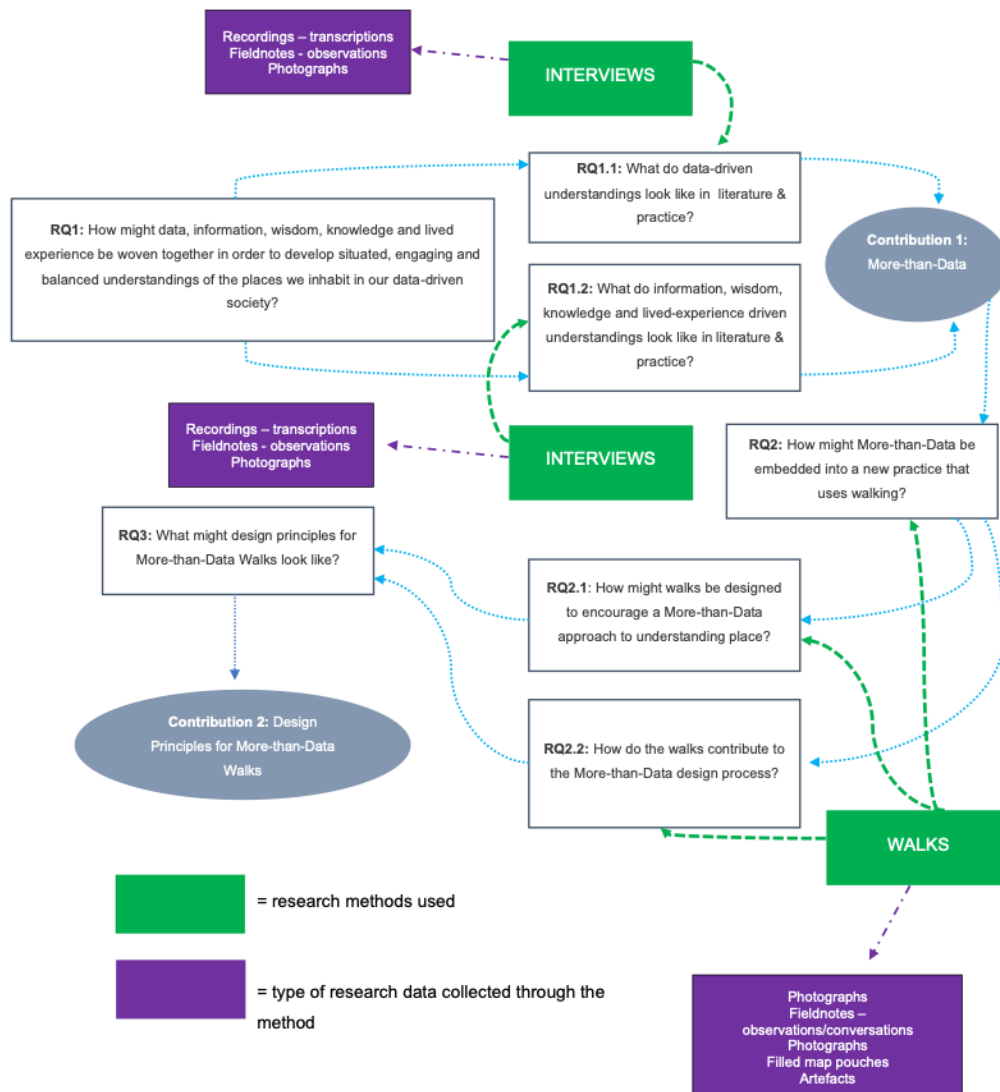 Recordings – transcriptions
Fieldnotes - observations
Photographs
INTERVIEWS
RQ1.1: What do data-driven
understandings look like in literature &
practice?
RQ1: How might data, information, wisdom, knowledge and lived
experience be woven together in order to develop situated, engaging and
balanced understandings of the places we inhabit in our data-driven
society?
Contribution 1:
More-than-Data
RQ1.2: What do information, wisdom,
knowledge and lived-experience driven
understandings look like in literature &
practice?
Recordings – transcriptions
Fieldnotes - observations
Photographs
INTERVIEWS
RQ2: How might More-than-Data be
embedded into a new practice that
uses walking?
RQ3: What might design principles for
More-than-Data Walks look like?
RQ2.1: How might walks be designed
to encourage a More-than-Data
approach to understanding place?
Contribution 2: Design
Principles for More-than-Data
Walks
RQ2.2: How do the walks contribute to
the More-than-Data design process?
WALKS
= research methods used
= type of research data collected through the
method
Photographs
Fieldnotes –
observations/conversations
Photographs
Filled map pouches
Artefacts